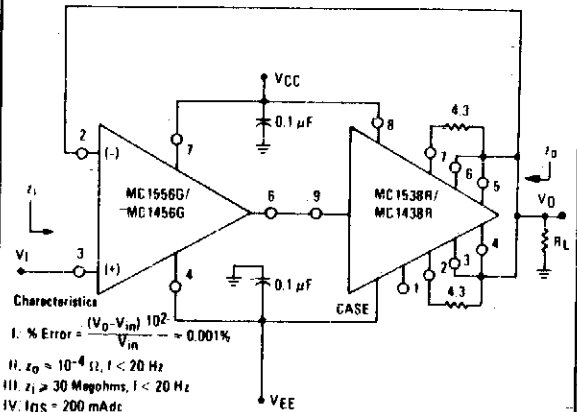 VCC
0.1 µF
4.3
8
7
6
5
2
(-)
7
MC1556G/
MC1456G
6
9
MC1538R/
MC1438R
zo
VO
RL
zi
VI
3
(+)
4
0.1 µF
CASE
1
2
3
4
4.3
VEE
Characteristics
I. % Error = (VO-Vin) 10² / Vin = 0.001%
II. zo = 10⁻⁴ Ω, f < 20 Hz
III. zi ≥ 30 Megohms, f < 20 Hz
IV. IOS = 200 mAdc